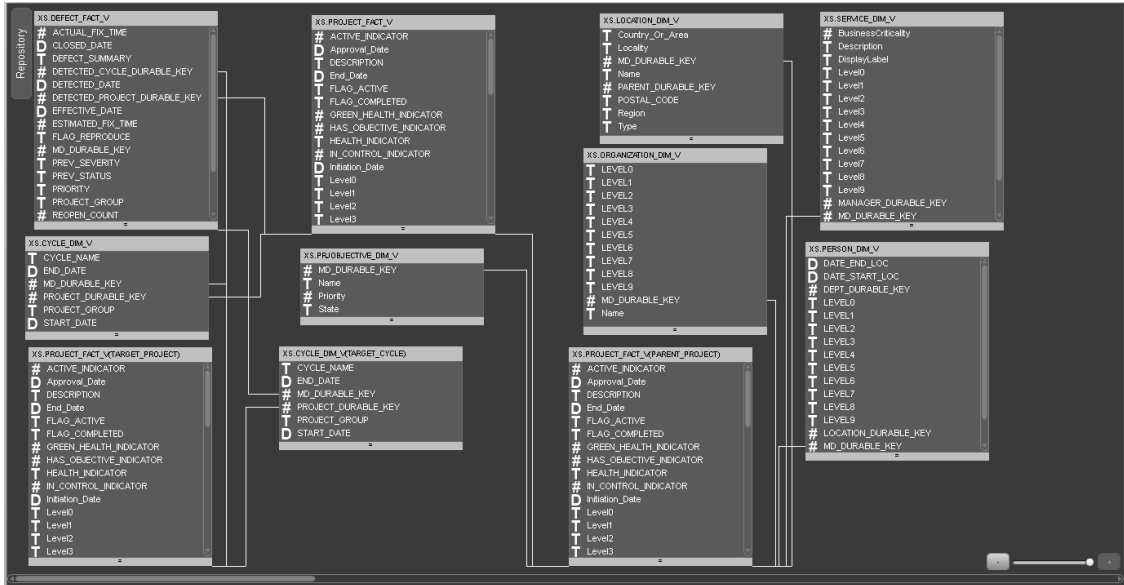 Repository
XS.DEFECT_FACT_V
# ACTUAL_FIX_TIME
D CLOSED_DATE
T DEFECT_SUMMARY
# DETECTED_CYCLE_DURABLE_KEY
D DETECTED_DATE
# DETECTED_PROJECT_DURABLE_KEY
D EFFECTIVE_DATE
# ESTIMATED_FIX_TIME
T FLAG_REPRODUCE
# MD_DURABLE_KEY
T PREV_SEVERITY
T PREV_STATUS
T PRIORITY
T PROJECT_GROUP
# REOPEN_COUNT
=
XS.PROJECT_FACT_V
# ACTIVE_INDICATOR
D Approval_Date
T DESCRIPTION
D End_Date
T FLAG_ACTIVE
T FLAG_COMPLETED
# GREEN_HEALTH_INDICATOR
# HAS_OBJECTIVE_INDICATOR
T HEALTH_INDICATOR
# IN_CONTROL_INDICATOR
D Initiation_Date
T Level0
T Level1
T Level2
T Level3
=
XS.LOCATION_DIM_V
T Country_Or_Area
T Locality
# MD_DURABLE_KEY
T Name
# PARENT_DURABLE_KEY
T POSTAL_CODE
T Region
T Type
=
XS.SERVICE_DIM_V
# BusinessCriticality
T Description
T DisplayLabel
T Level0
T Level1
T Level2
T Level3
T Level4
T Level5
T Level6
T Level7
T Level8
T Level9
# MANAGER_DURABLE_KEY
# MD_DURABLE_KEY
=
XS.CYCLE_DIM_V
T CYCLE_NAME
D END_DATE
# MD_DURABLE_KEY
# PROJECT_DURABLE_KEY
T PROJECT_GROUP
D START_DATE
=
XS.PRJOBJECTIVE_DIM_V
# MD_DURABLE_KEY
T Name
# Priority
T State
=
XS.ORGANIZATION_DIM_V
T LEVEL0
T LEVEL1
T LEVEL2
T LEVEL3
T LEVEL4
T LEVEL5
T LEVEL6
T LEVEL7
T LEVEL8
T LEVEL9
# MD_DURABLE_KEY
T Name
=
XS.PERSON_DIM_V
D DATE_END_LOC
D DATE_START_LOC
# DEPT_DURABLE_KEY
T LEVEL0
T LEVEL1
T LEVEL2
T LEVEL3
T LEVEL4
T LEVEL5
T LEVEL6
T LEVEL7
T LEVEL8
T LEVEL9
# LOCATION_DURABLE_KEY
# MD_DURABLE_KEY
=
XS.PROJECT_FACT_V(TARGET_PROJECT)
# ACTIVE_INDICATOR
D Approval_Date
T DESCRIPTION
D End_Date
T FLAG_ACTIVE
T FLAG_COMPLETED
# GREEN_HEALTH_INDICATOR
# HAS_OBJECTIVE_INDICATOR
T HEALTH_INDICATOR
# IN_CONTROL_INDICATOR
D Initiation_Date
T Level0
T Level1
T Level2
T Level3
=
XS.CYCLE_DIM_V(TARGET_CYCLE)
T CYCLE_NAME
D END_DATE
# MD_DURABLE_KEY
# PROJECT_DURABLE_KEY
T PROJECT_GROUP
D START_DATE
=
XS.PROJECT_FACT_V(PARENT_PROJECT)
# ACTIVE_INDICATOR
D Approval_Date
T DESCRIPTION
D End_Date
T FLAG_ACTIVE
T FLAG_COMPLETED
# GREEN_HEALTH_INDICATOR
# HAS_OBJECTIVE_INDICATOR
T HEALTH_INDICATOR
# IN_CONTROL_INDICATOR
D Initiation_Date
T Level0
T Level1
T Level2
T Level3
=
- +